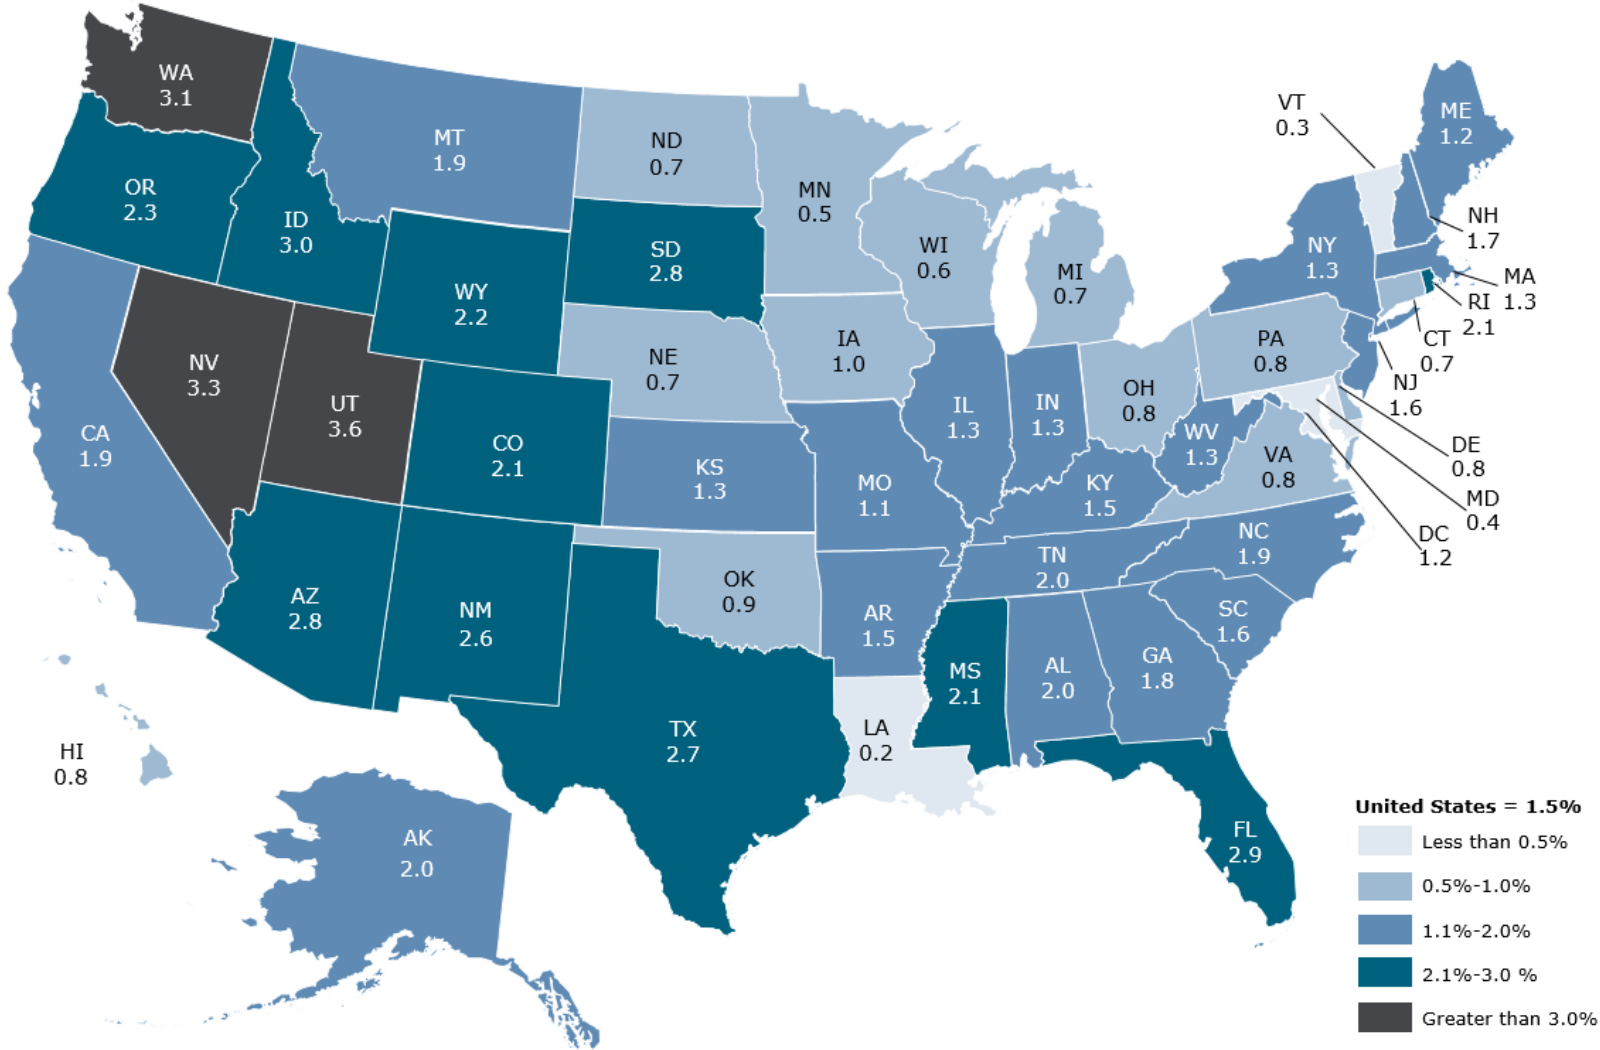 WA
3.1
OR
2.3
ID
3.0
MT
1.9
ND
0.7
MN
0.5
SD
2.8
WY
2.2
WI
0.6
MI
0.7
VT
0.3
ME
1.2
NH
1.7
NY
1.3
MA
1.3
RI
2.1
CT
0.7
NJ
1.6
PA
0.8
IA
1.0
NE
0.7
NV
3.3
UT
3.6
CA
1.9
CO
2.1
KS
1.3
MO
1.1
IL
1.3
IN
1.3
OH
0.8
WV
1.3
VA
0.8
DE
0.8
MD
0.4
DC
1.2
KY
1.5
NC
1.9
TN
2.0
SC
1.6
AZ
2.8
NM
2.6
OK
0.9
AR
1.5
MS
2.1
AL
2.0
GA
1.8
TX
2.7
LA
0.2
FL
2.9
HI
0.8
AK
2.0
United States = 1.5%
Less than 0.5%
0.5%-1.0%
1.1%-2.0%
2.1%-3.0 %
Greater than 3.0%